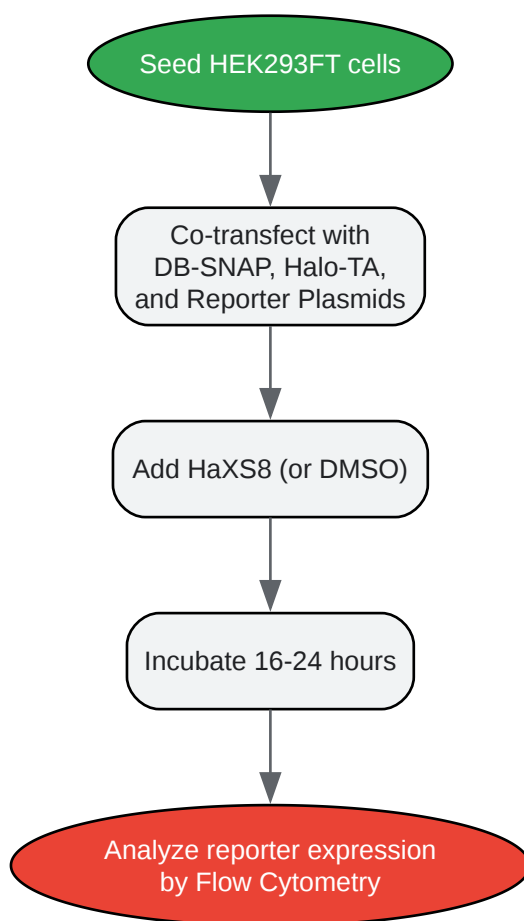 Seed HEK293FT cells
Co-transfect with
DB-SNAP, Halo-TA,
and Reporter Plasmids
Add HaXS8 (or DMSO)
Incubate 16-24 hours
Analyze reporter expression
by Flow Cytometry